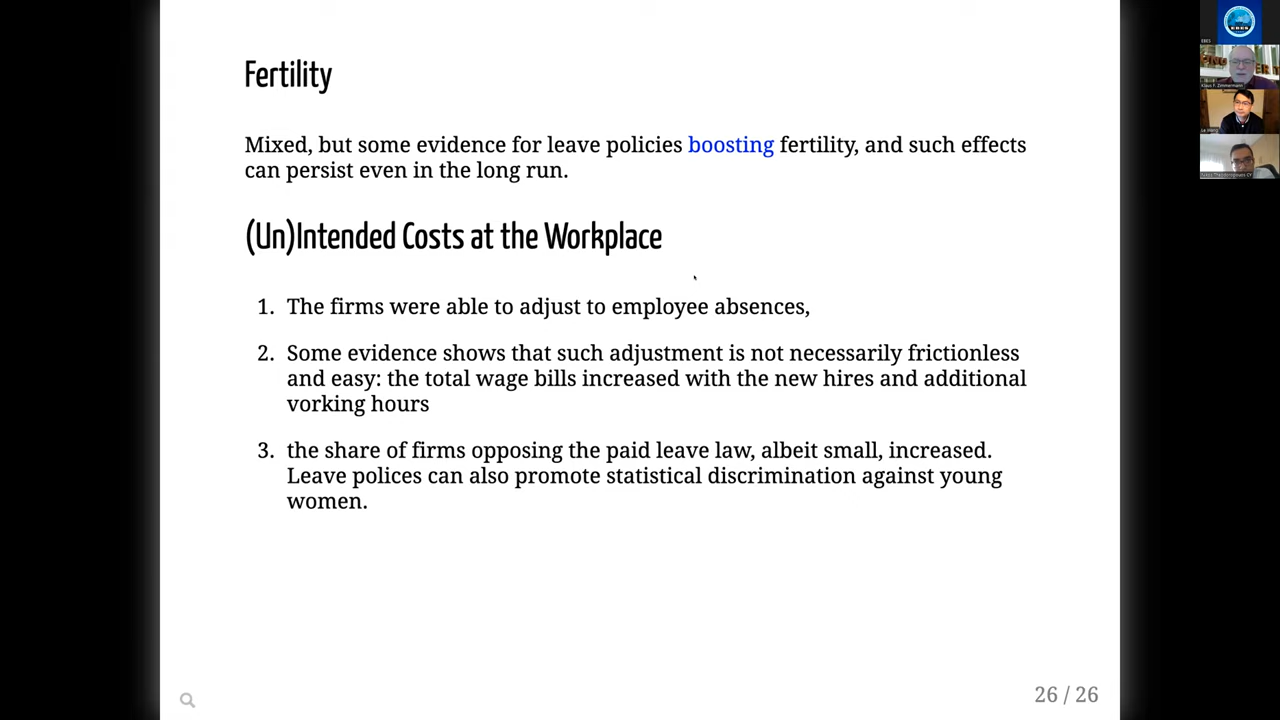 Fertility
Mixed, but some evidence for leave policies boosting fertility, and such effects
can persist even in the long run.
(Un)Intended Costs at the Workplace
1. The firms were able to adjust to employee absences,
2. Some evidence shows that such adjustment is not necessarily frictionless
and easy: the total wage bills increased with the new hires and additional
vorking hours
3. the share of firms opposing the paid leave law, albeit small, increased.
Leave polices can also promote statistical discrimination against young
women.
26 / 26
EBES
EBES
Klaus F. Zimmermann